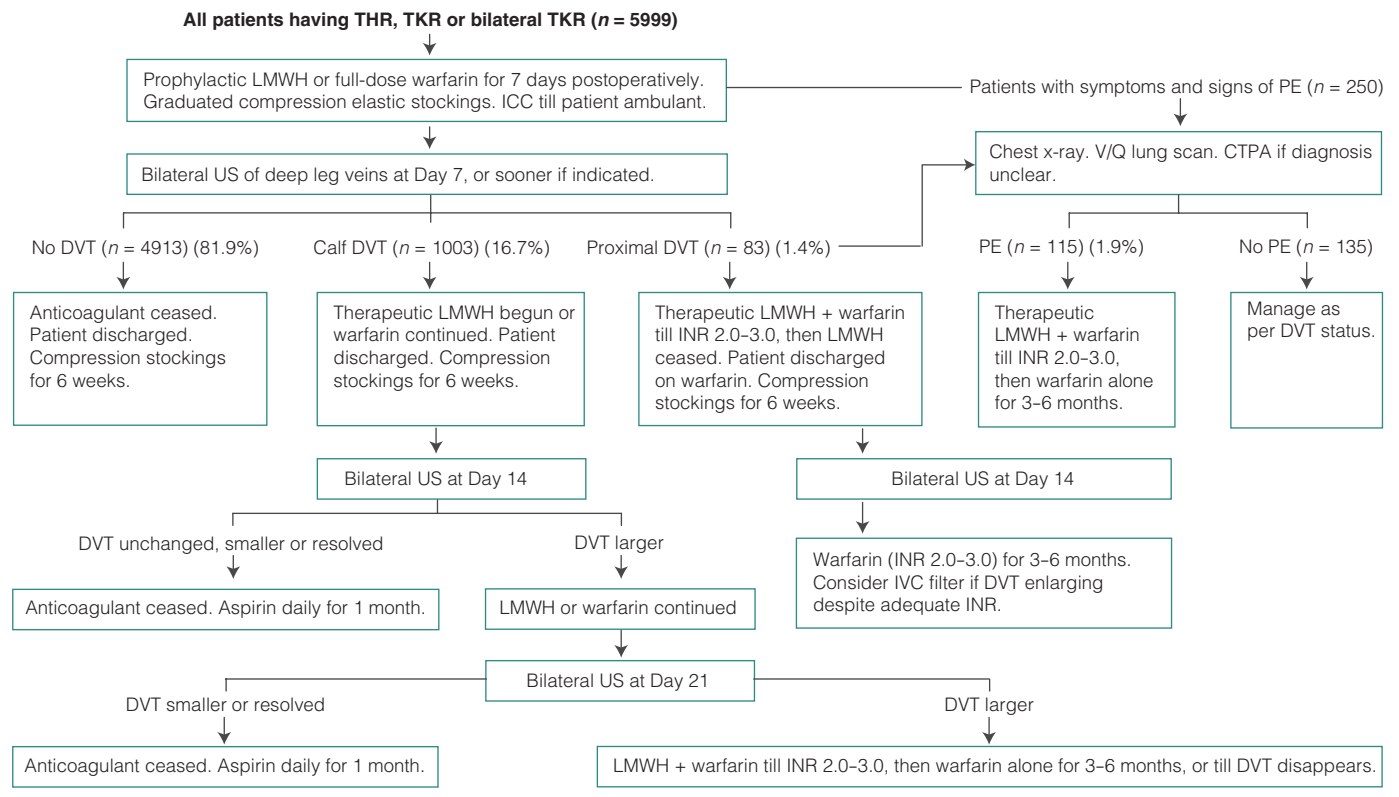 All patients having THR, TKR or bilateral TKR (n = 5999)
Prophylactic LMWH or full-dose warfarin for 7 days postoperatively.
Graduated compression elastic stockings. ICC till patient ambulant.
Patients with symptoms and signs of PE (n = 250)
Chest x-ray. V/Q lung scan. CTPA if diagnosis
unclear.
Bilateral US of deep leg veins at Day 7, or sooner if indicated.
No DVT (n = 4913) (81.9%)
Calf DVT (n = 1003) (16.7%)
Proximal DVT (n = 83) (1.4%)
PE (n = 115) (1.9%)
No PE (n = 135)
Anticoagulant ceased.
Patient discharged.
Compression stockings
for 6 weeks.
Therapeutic LMWH begun or
warfarin continued. Patient
discharged. Compression
stockings for 6 weeks.
Therapeutic LMWH + warfarin
till INR 2.0–3.0, then LMWH
ceased. Patient discharged
on warfarin. Compression
stockings for 6 weeks.
Therapeutic
LMWH + warfarin
till INR 2.0–3.0,
then warfarin alone
for 3–6 months.
Manage as
per DVT status.
Bilateral US at Day 14
Bilateral US at Day 14
DVT unchanged, smaller or resolved
DVT larger
Warfarin (INR 2.0–3.0) for 3–6 months.
Consider IVC filter if DVT enlarging
despite adequate INR.
Anticoagulant ceased. Aspirin daily for 1 month.
LMWH or warfarin continued
Bilateral US at Day 21
DVT smaller or resolved
DVT larger
Anticoagulant ceased. Aspirin daily for 1 month.
LMWH + warfarin till INR 2.0–3.0, then warfarin alone for 3–6 months, or till DVT disappears.